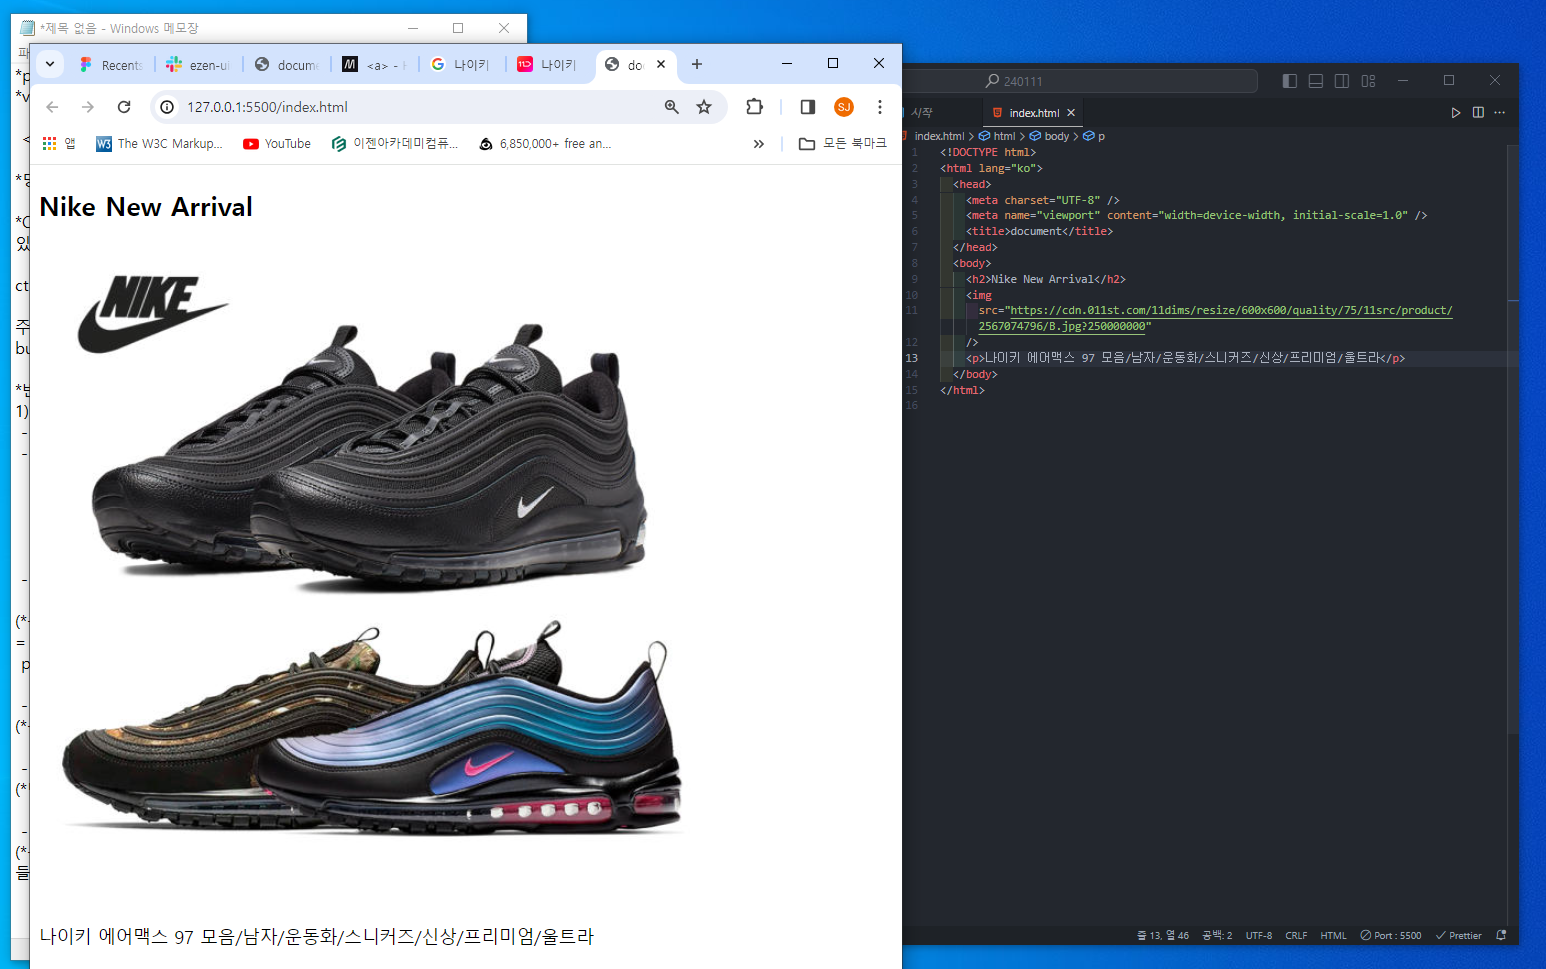 *제목 없음 - Windows 메모장
Recents
ezen-ui
docume
<a> -
나이키
나이키
do
127.0.0.1:5500/index.html
SJ
앱
The W3C Markup...
YouTube
이젠아카데미컴퓨...
6,850,000+ free an...
모든 북마크
Nike New Arrival
NIKE
나이키 에어맥스 97 모음/남자/운동화/스니커즈/신상/프리미엄/울트라
240111
시작
index.html
index.html > html > body > p
1 <!DOCTYPE html>
2 <html lang="ko">
3 <head>
4 <meta charset="UTF-8" />
5 <meta name="viewport" content="width=device-width, initial-scale=1.0" />
6 <title>document</title>
7 </head>
8 <body>
9 <h2>Nike New Arrival</h2>
10 <img
11 src="https://cdn.011st.com/11dims/resize/600x600/quality/75/11src/product/
2567074796/B.jpg?250000000"
12 />
13 <p>나이키 에어맥스 97 모음/남자/운동화/스니커즈/신상/프리미엄/울트라</p>
14 </body>
15 </html>
16
줄 13, 열 46 공백: 2 UTF-8 CRLF HTML Port : 5500 Prettier